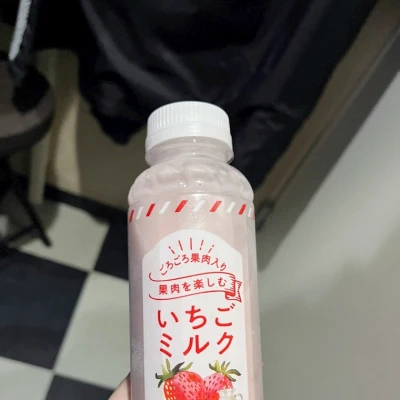 ごろごろ果肉入り
果肉を楽しむ
いちご
ミルク